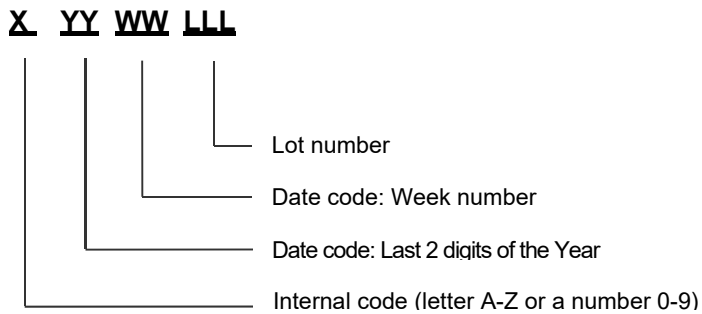 X YY WW LLL
Lot number
Date code: Week number
Date code: Last 2 digits of the Year
Internal code (letter A-Z or a number 0-9)